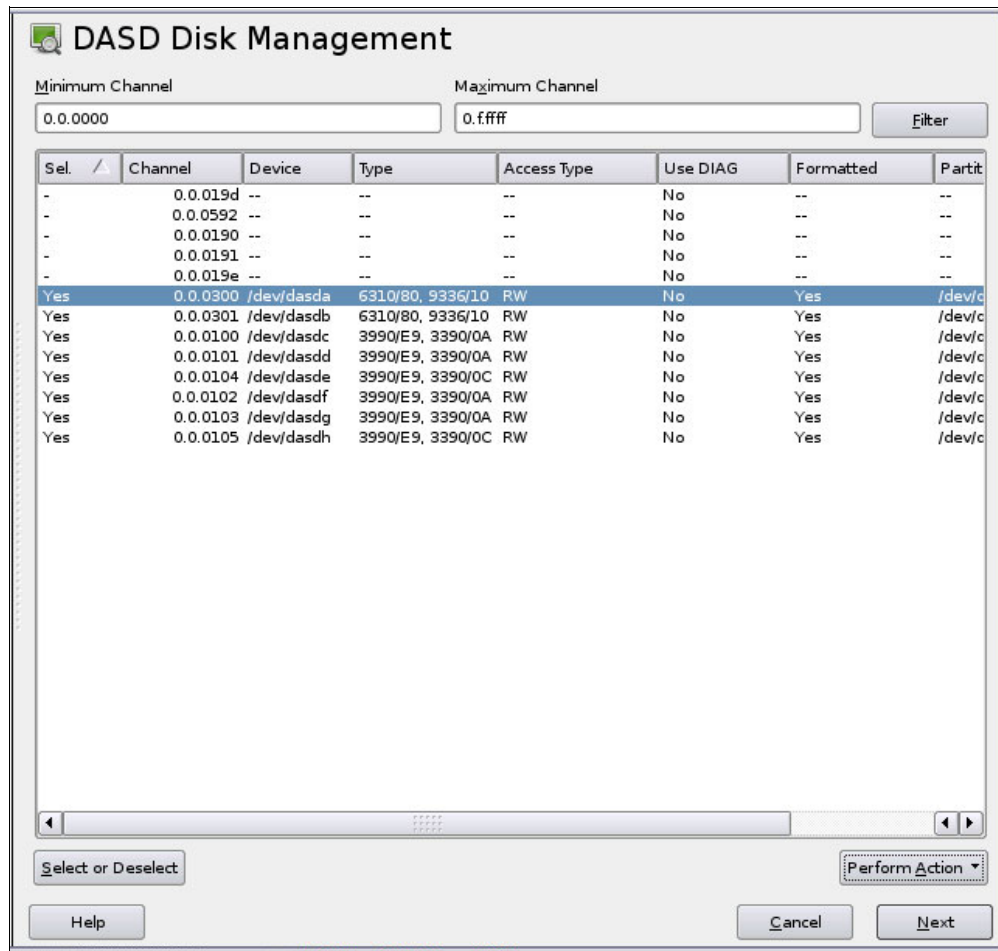 DASD Disk Management
Minimum Channel Maximum Channel
0.0.0000 0.f.ffff Filter
Sel. Channel Device Type Access Type Use DIAG Formatted Partit
- 0.0.019d -- -- -- No -- --
- 0.0.0592 -- -- -- No -- --
- 0.0.0190 -- -- -- No -- --
- 0.0.0191 -- -- -- No -- --
- 0.0.019e -- -- -- No -- --
Yes 0.0.0300 /dev/dasda 6310/80, 9336/10 RW No Yes /dev/d
Yes 0.0.0301 /dev/dasdb 6310/80, 9336/10 RW No Yes /dev/d
Yes 0.0.0100 /dev/dasdc 3990/E9, 3390/0A RW No Yes /dev/d
Yes 0.0.0101 /dev/dasdd 3990/E9, 3390/0A RW No Yes /dev/d
Yes 0.0.0104 /dev/dasde 3990/E9, 3390/0C RW No Yes /dev/d
Yes 0.0.0102 /dev/dasdf 3990/E9, 3390/0A RW No Yes /dev/d
Yes 0.0.0103 /dev/dasdg 3990/E9, 3390/0A RW No Yes /dev/d
Yes 0.0.0105 /dev/dasdh 3990/E9, 3390/0C RW No Yes /dev/d
Select or Deselect Perform Action
Help Cancel Next